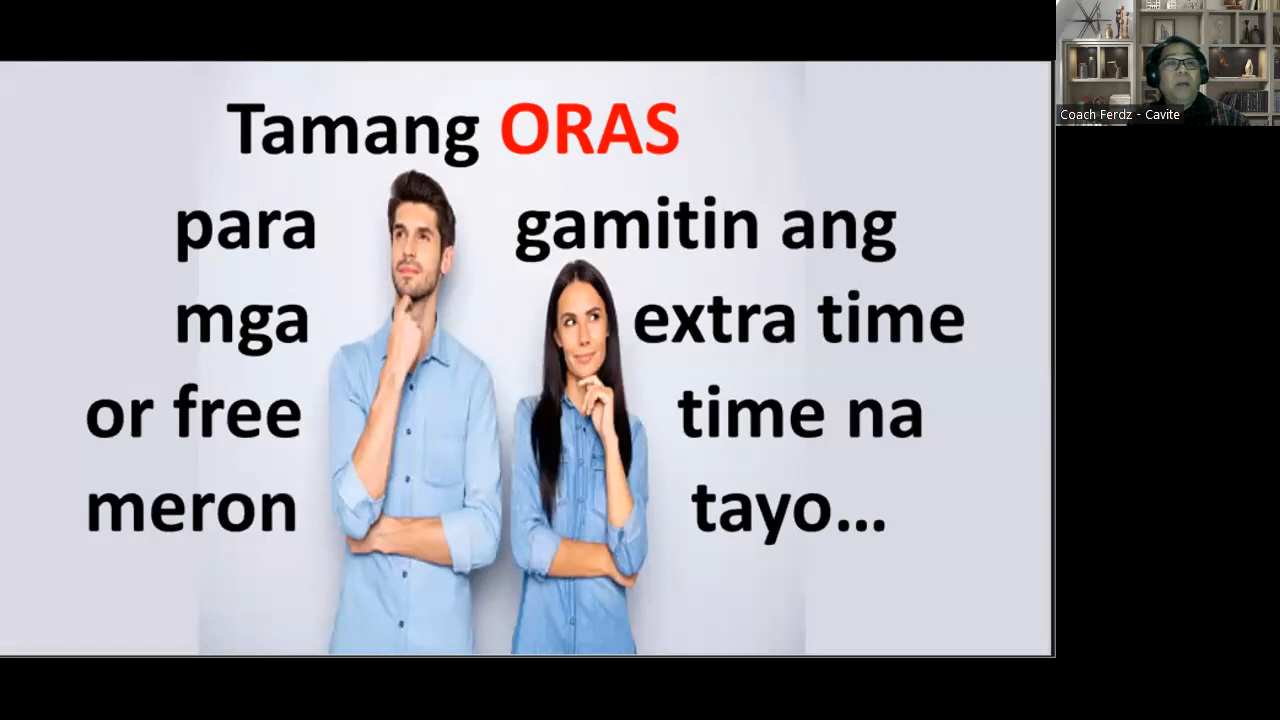 Tamang ORAS
para gamitin ang
mga extra time
or free time na
meron tayo...
Coach Ferdz - Cavite